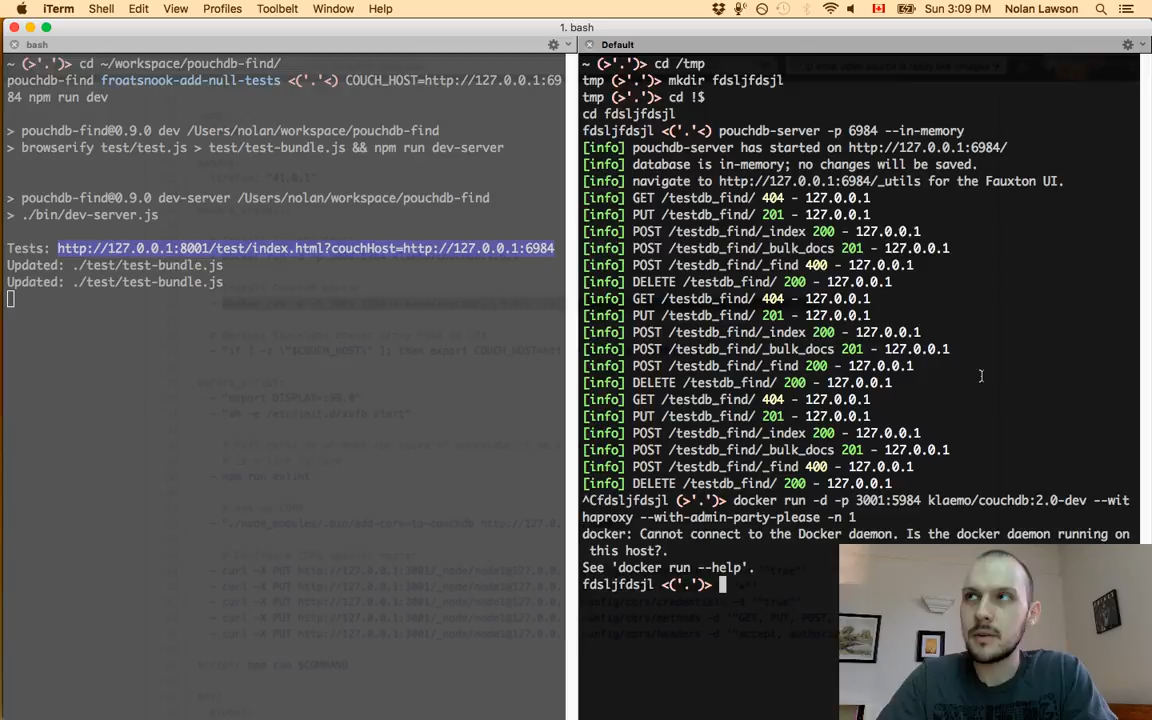 iTerm Shell Edit View Profiles Toolbelt Window Help Sun 3:09 PM Nolan Lawson
1. bash
bash
~ (>'.')> cd ~/workspace/pouchdb-find/
pouchdb-find froatsnook-add-null-tests <('.'<) COUCH_HOST=http://127.0.0.1:69
84 npm run dev
> pouchdb-find@0.9.0 dev /Users/nolan/workspace/pouchdb-find
> browserify test/test.js > test/test-bundle.js && npm run dev-server
> pouchdb-find@0.9.0 dev-server /Users/nolan/workspace/pouchdb-find
> ./bin/dev-server.js
Tests: http://127.0.0.1:8001/test/index.html?couchHost=http://127.0.0.1:6984
Updated: ./test/test-bundle.js
Updated: ./test/test-bundle.js
Default
~ (>'.')> cd /tmp
tmp (>'.')> mkdir fdsljfdsjl
tmp (>'.')> cd !$
cd fdsljfdsjl
fdsljfdsjl <('.'<) pouchdb-server -p 6984 --in-memory
[info] pouchdb-server has started on http://127.0.0.1:6984/
[info] database is in-memory; no changes will be saved.
[info] navigate to http://127.0.0.1:6984/_utils for the Fauxton UI.
[info] GET /testdb_find/ 404 - 127.0.0.1
[info] PUT /testdb_find/ 201 - 127.0.0.1
[info] POST /testdb_find/_index 200 - 127.0.0.1
[info] POST /testdb_find/_bulk_docs 201 - 127.0.0.1
[info] POST /testdb_find/_find 400 - 127.0.0.1
[info] DELETE /testdb_find/ 200 - 127.0.0.1
[info] GET /testdb_find/ 404 - 127.0.0.1
[info] PUT /testdb_find/ 201 - 127.0.0.1
[info] POST /testdb_find/_index 200 - 127.0.0.1
[info] POST /testdb_find/_bulk_docs 201 - 127.0.0.1
[info] POST /testdb_find/_find 200 - 127.0.0.1
[info] DELETE /testdb_find/ 200 - 127.0.0.1
[info] GET /testdb_find/ 404 - 127.0.0.1
[info] PUT /testdb_find/ 201 - 127.0.0.1
[info] POST /testdb_find/_index 200 - 127.0.0.1
[info] POST /testdb_find/_bulk_docs 201 - 127.0.0.1
[info] POST /testdb_find/_find 400 - 127.0.0.1
[info] DELETE /testdb_find/ 200 - 127.0.0.1
^Cfdsljfdsjl (>'.')> docker run -d -p 3001:5984 klaemo/couchdb:2.0-dev --wit
haproxy --with-admin-party-please -n 1
docker: Cannot connect to the Docker daemon. Is the docker daemon running on
this host?.
See 'docker run --help'.
fdsljfdsjl <('.')>